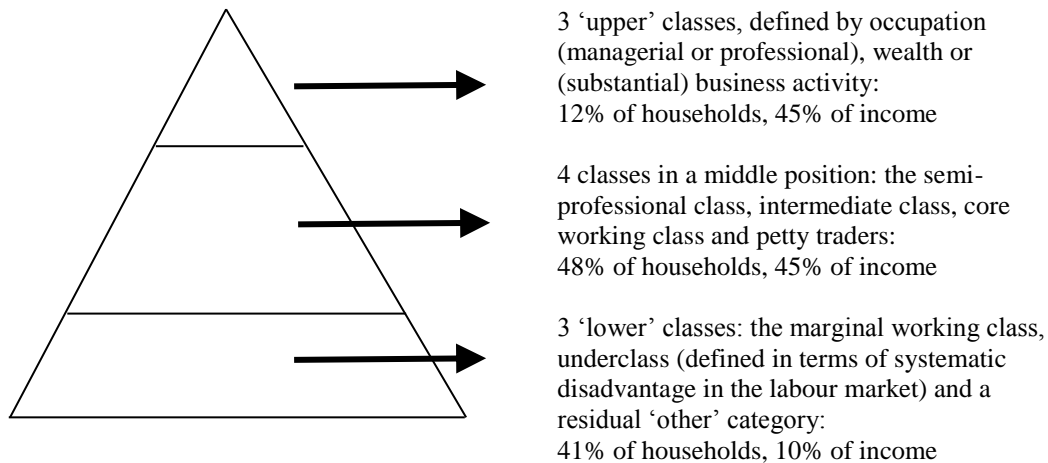 3 ‘upper’ classes, defined by occupation
(managerial or professional), wealth or
(substantial) business activity:
12% of households, 45% of income
4 classes in a middle position: the semi-
professional class, intermediate class, core
working class and petty traders:
48% of households, 45% of income
3 ‘lower’ classes: the marginal working class,
underclass (defined in terms of systematic
disadvantage in the labour market) and a
residual ‘other’ category:
41% of households, 10% of income